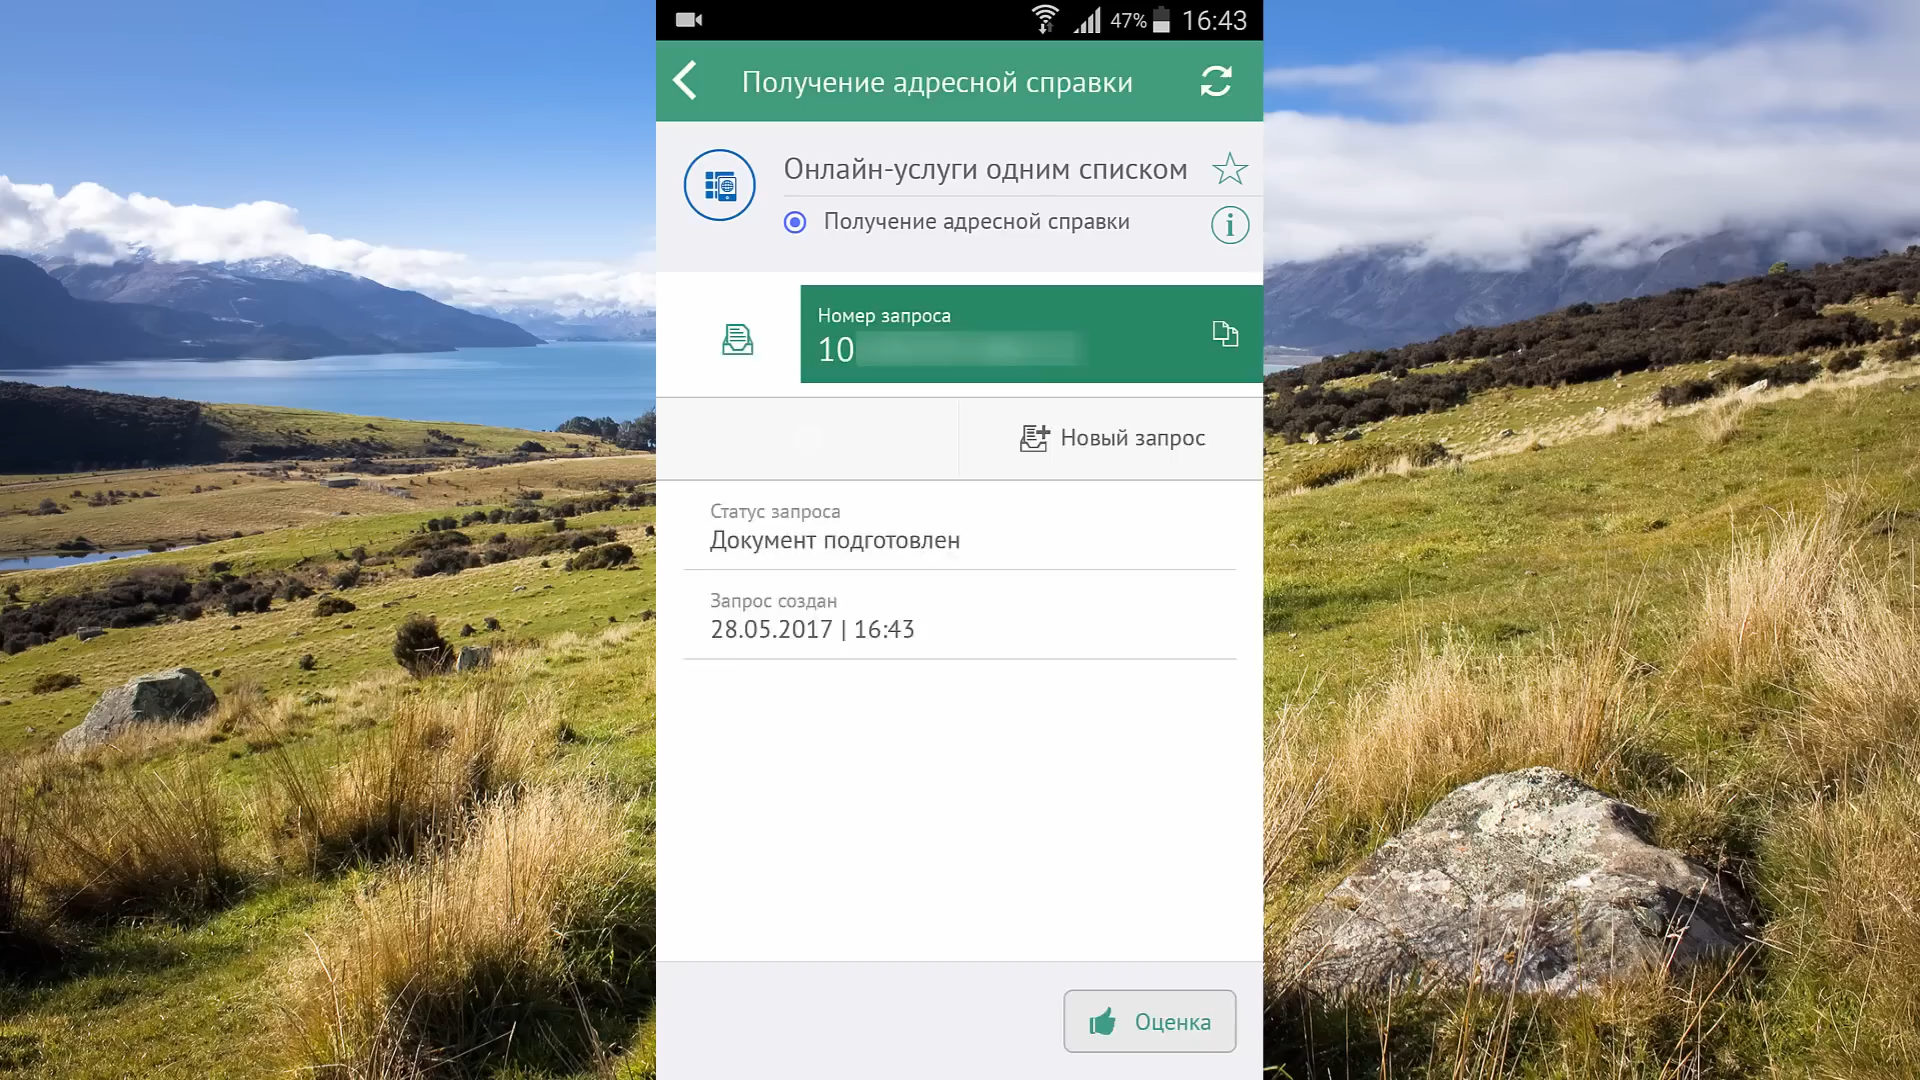 47% 16:43
Получение адресной справки
Онлайн-услуги одним списком
Получение адресной справки
Номер запроса
10
Новый запрос
Статус запроса
Документ подготовлен
Запрос создан
28.05.2017 | 16:43
Оценка